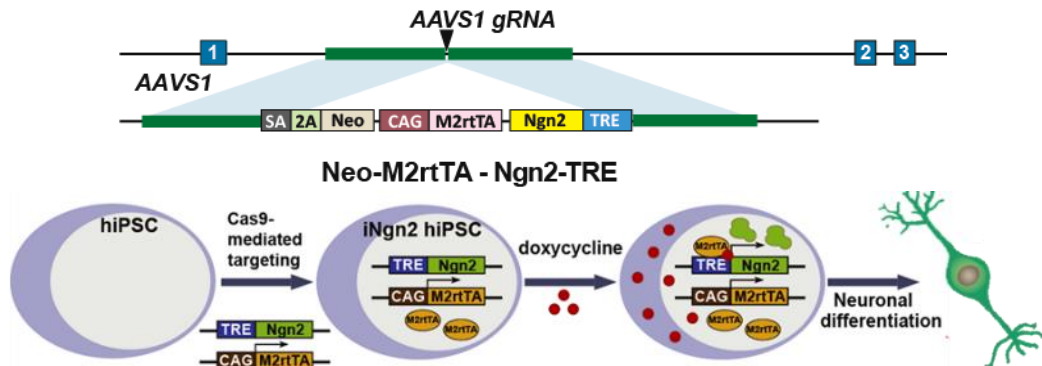 AAVS1 gRNA
1 2 3
AAVS1
SA 2A Neo CAG M2rtTA Ngn2 TRE
Neo-M2rtTA - Ngn2-TRE
hiPSC
Cas9-
mediated
targeting
TRE Ngn2
CAG M2rtTA
iNgn2 hiPSC
TRE Ngn2
CAG M2rtTA
M2rtTA M2rtTA
doxycycline
M2rtTA
TRE Ngn2
CAG M2rtTA
M2rtTA M2rtTA
Neuronal
differentiation